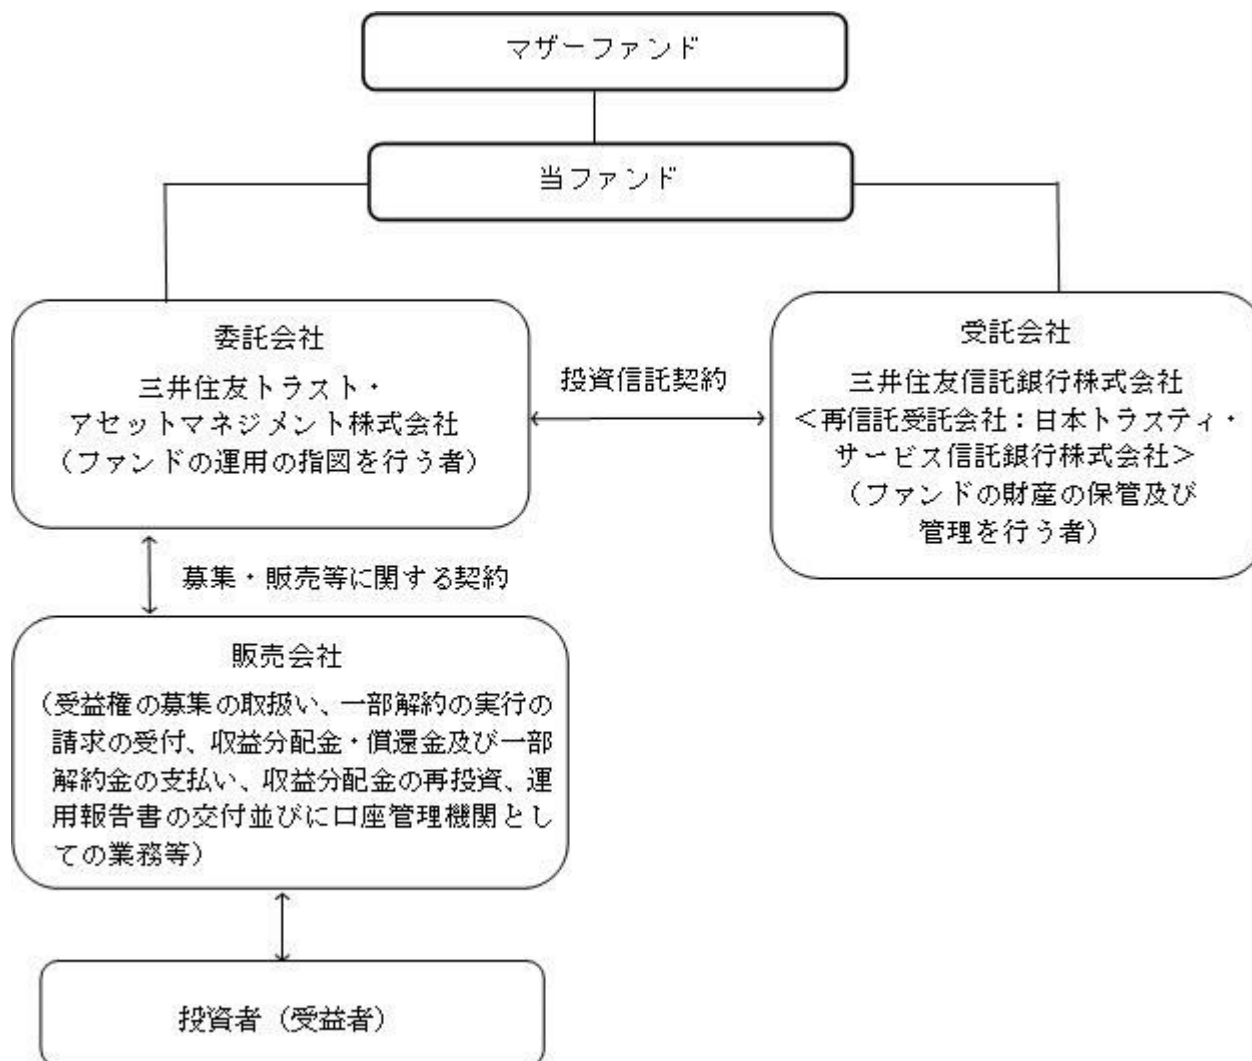 マザーファンド
当ファンド
委託会社
三井住友トラスト・
アセットマネジメント株式会社
(ファンドの運用の指図を行う者)
投資信託契約
受託会社
三井住友信託銀行株式会社
<再信託受託会社:日本トラスティ・
サービス信託銀行株式会社>
(ファンドの財産の保管及び
管理を行う者)
募集・販売等に関する契約
販売会社
(受益権の募集の取扱い、一部解約の実行の
請求の受付、収益分配金・償還金及び一部
解約金の支払い、収益分配金の再投資、運
用報告書の交付並びに口座管理機関とし
ての業務等)
投資者(受益者)